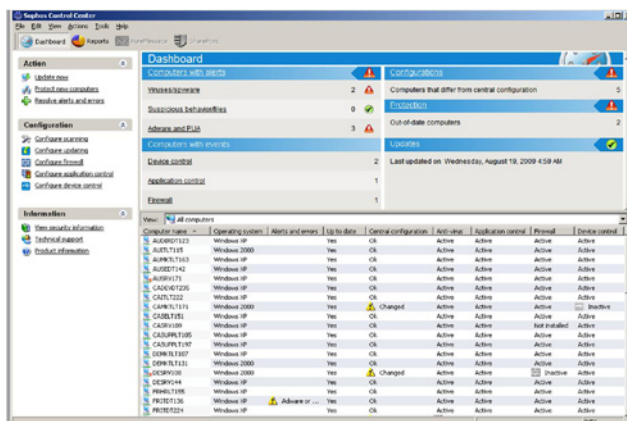 Sophos Control Center
File Edit View Actions Tools Help
Dashboard Reports PureMessage SharePoint
Action
Update now
Protect new computers
Resolve alerts and errors
Configuration
Configure scanning
Configure updating
Configure firewall
Configure application control
Configure device control
Information
View security information
Technical support
Product information
Dashboard
Computers with alerts
Viruses/spyware 2
Suspicious behavior/files 0
Adware and PUA 3
Computers with events
Device control 2
Application control 1
Firewall 1
Configurations
Computers that differ from central configuration 5
Protection
Out-of-date computers 2
Updates
Last updated on Wednesday, August 19, 2009 4:59 AM
View: All computers
Computer name Operating system Alerts and errors Up to date Central configuration Anti-virus Application control Firewall Device control
Windows XP Yes Ok Active Active Active Active
AUITLT115 Windows 2000 Yes Ok Active Active Active Active
AUMKTLT163 Windows XP Yes Ok Active Active Active Active
AUSEDT142 Windows XP Yes Ok Active Active Active Active
AUSRV171 Windows XP Yes Ok Active Active Active Active
CADEVDT235 Windows XP Yes Ok Active Active Active Active
CAITLT222 Windows XP Yes Ok Active Active Active Active
CAMKTLT171 Windows 2000 Yes Changed Active Active Active Inactive
CASELT151 Windows XP Yes Ok Active Active Active Active
CASRV109 Windows XP Yes Ok Active Active Not installed Active
CASUPPLT105 Windows XP Yes Ok Active Active Active Active
CASUPPLT197 Windows XP Yes Ok Active Active Active Active
DEMKTLT107 Windows XP Yes Ok Active Active Active Active
DEMKTLT131 Windows 2000 Yes Ok Active Active Active Active
DESRV108 Windows 2000 Yes Changed Active Active Inactive Active
DESRV144 Windows XP Yes Ok Active Active Active Active
Windows XP Yes Ok Active Active Active Active
FRITDT136 Windows XP Adware or ... Yes Ok Active Active Active Active
FRITDT224 Windows XP Yes Ok Active Active Active Active